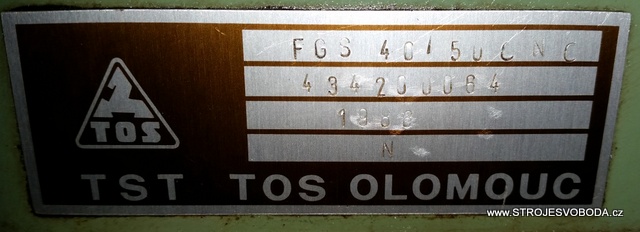 FGS 40/50 CNC
434200064
N
TOS
TST TOS OLOMOUC
www.STROJESVOBODA.cz